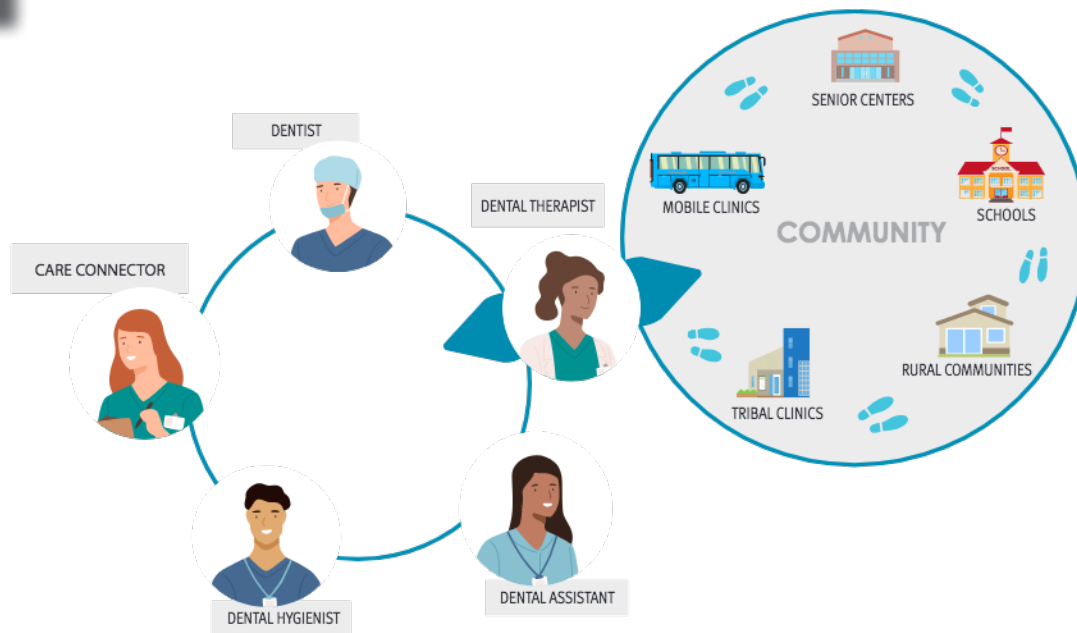 SENIOR CENTERS
DENTIST
MOBILE CLINICS
SCHOOL
SCHOOLS
DENTAL THERAPIST
COMMUNITY
CARE CONNECTOR
RURAL COMMUNITIES
TRIBAL CLINICS
DENTAL ASSISTANT
DENTAL HYGIENIST